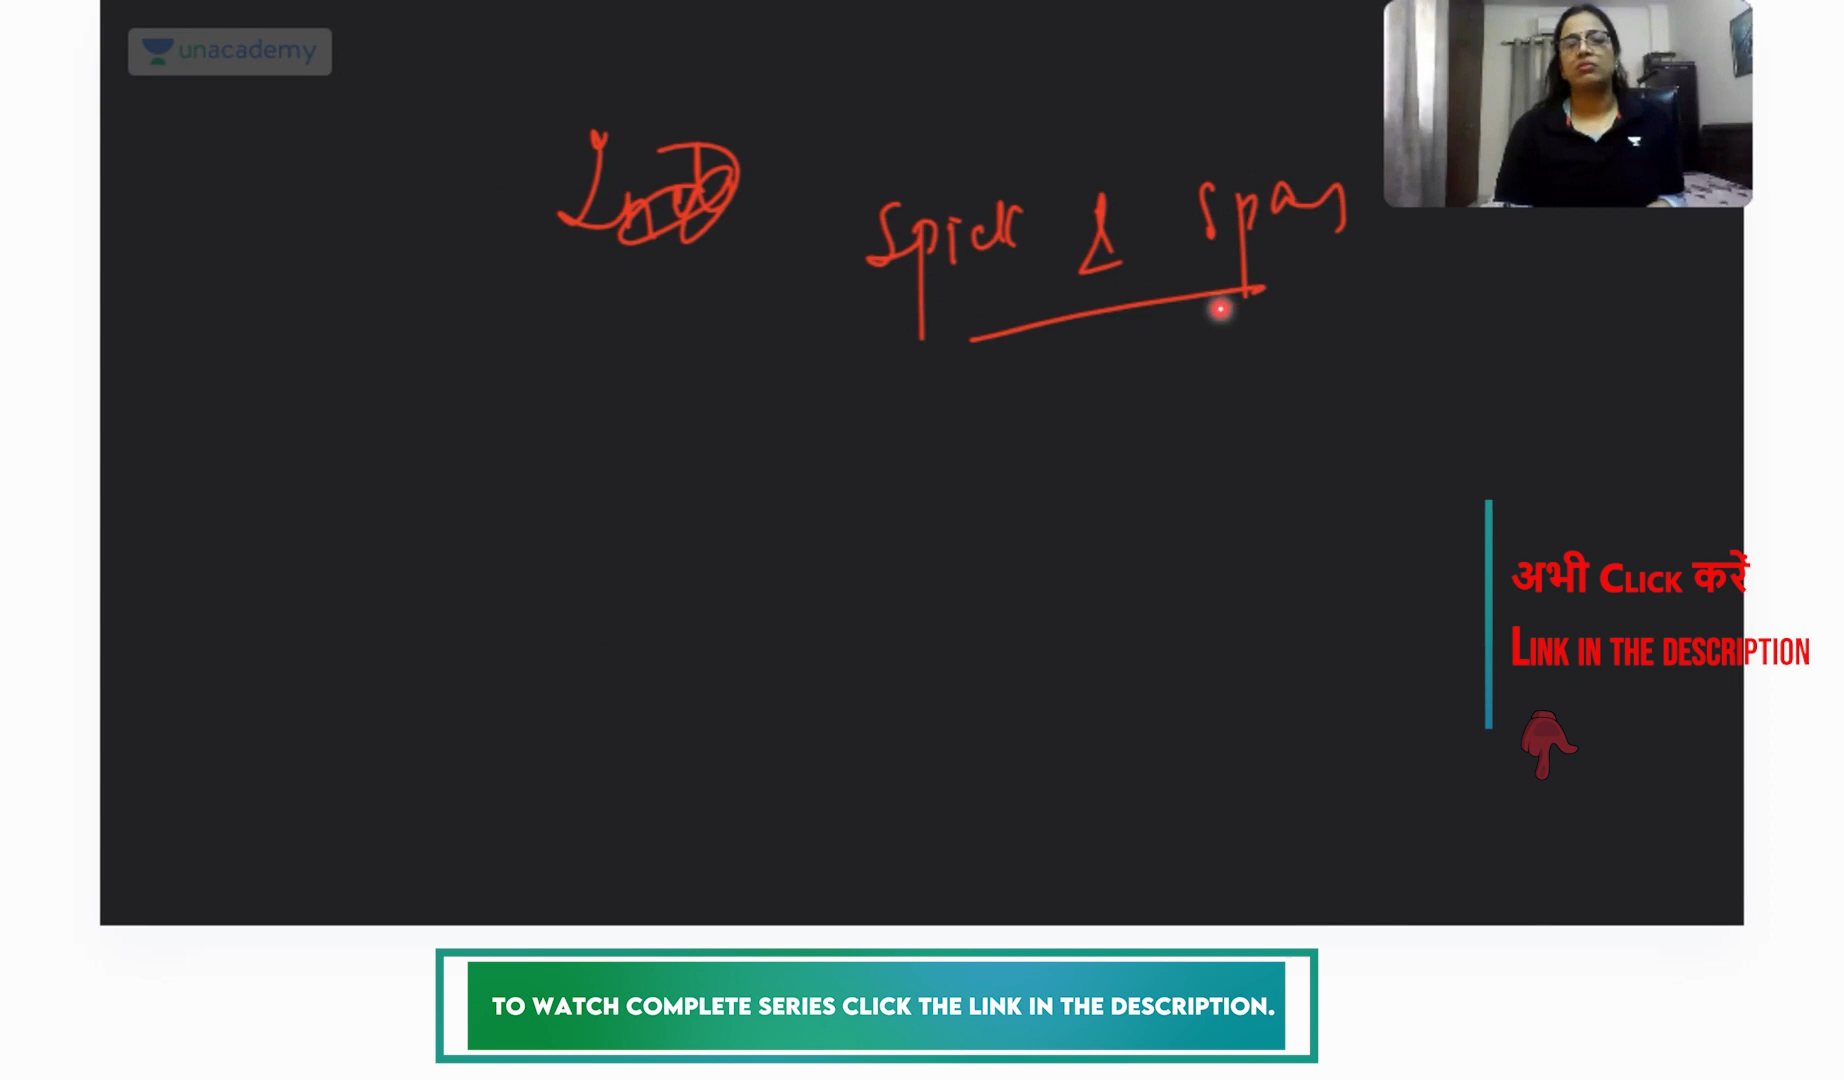 unacademy
Spick & Span
अभी CLICK करें
LINK IN THE DESCRIPTION
TO WATCH COMPLETE SERIES CLICK THE LINK IN THE DESCRIPTION.